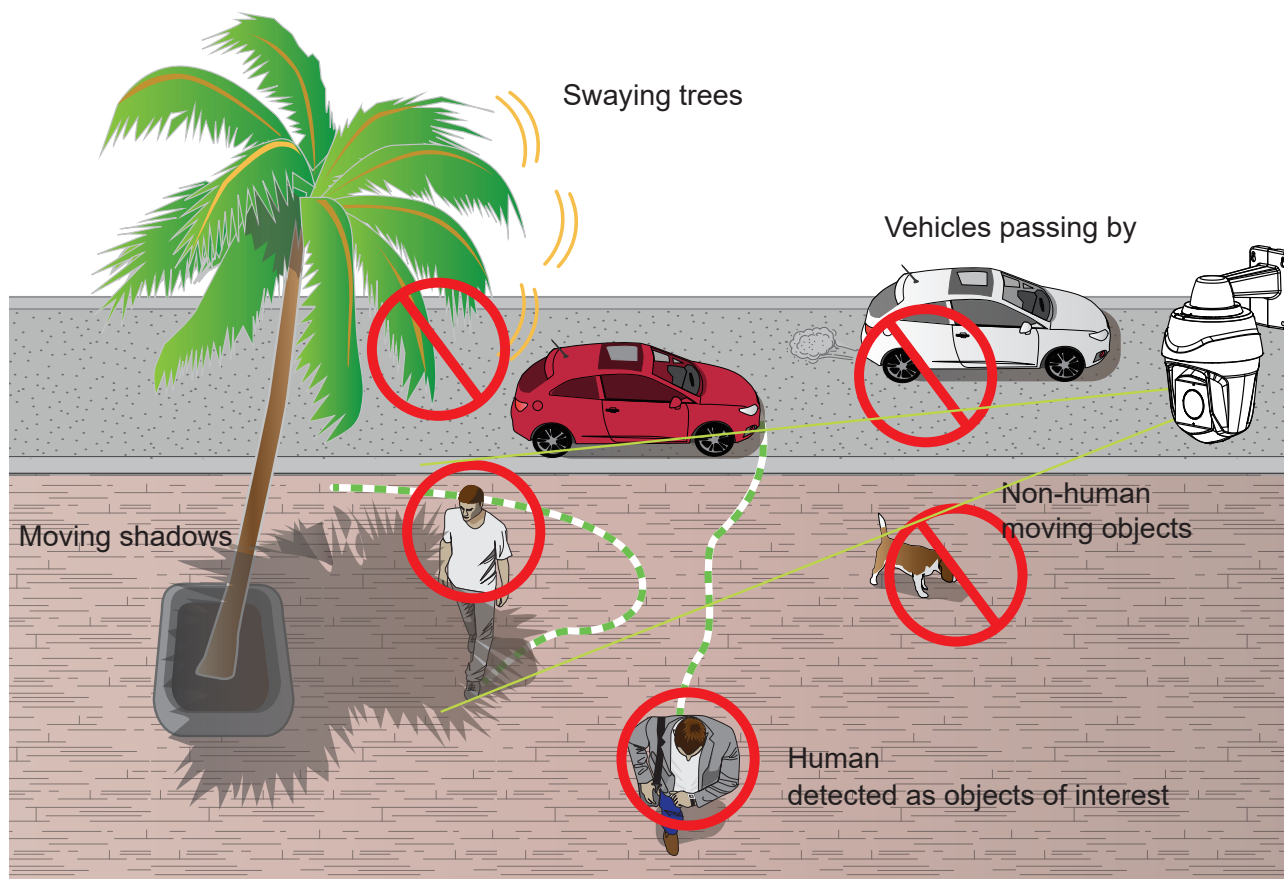 Swaying trees
Vehicles passing by
Non-human
moving objects
Moving shadows
Human
detected as objects of interest